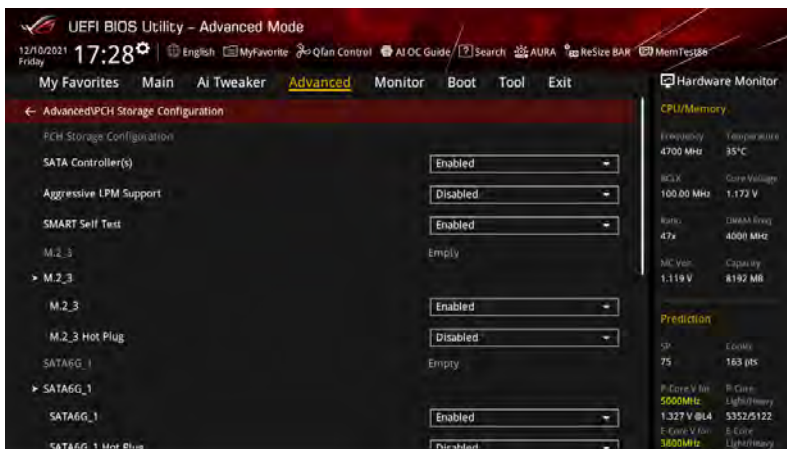 UEFI BIOS Utility – Advanced Mode
12/10/2021 Friday 17:28 English MyFavorite Qfan Control AI OC Guide ? Search AURA ReSize BAR MemTest86
My Favorites Main Ai Tweaker Advanced Monitor Boot Tool Exit Hardware Monitor
← Advanced\PCH Storage Configuration
PCH Storage Configuration
SATA Controller(s) Enabled
Aggressive LPM Support Disabled
SMART Self Test Enabled
M.2_3 Empty
> M.2_3
M.2_3 Enabled
M.2_3 Hot Plug Disabled
SATA6G_1 Empty
> SATA6G_1
SATA6G_1 Enabled
SATA6G_1 Hot Plug Disabled
CPU/Memory
Frequency Temperature
4700 MHz 35°C
BCLK Core Voltage
100.00 MHz 1.172 V
Ratio DRAM Freq.
47x 4000 MHz
MC Volt. Capacity
1.119 V 8192 MB
Prediction
SP Cooler
75 163 pts
P-Core V for P-Core
5000MHz Light/Heavy
1.327 V @L4 5352/5122
E-Core V for E-Core
3800MHz Light/Heavy